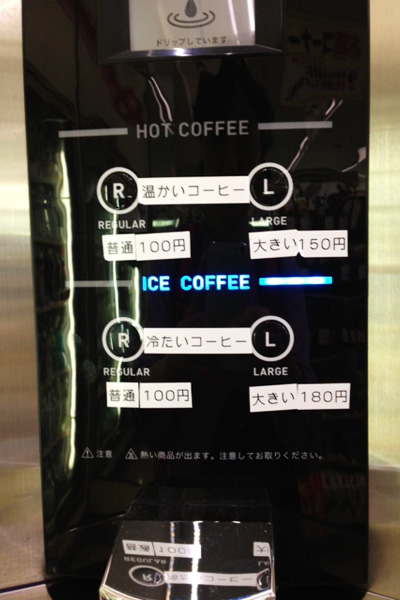 ドリップしています
HOT COFFEE
R 温かいコーヒー L
REGULAR LARGE
普通 100円 大きい 150円
ICE COFFEE
R 冷たいコーヒー L
REGULAR LARGE
普通 100円 大きい 180円
注意 熱い商品が出ます。注意してお取りください。